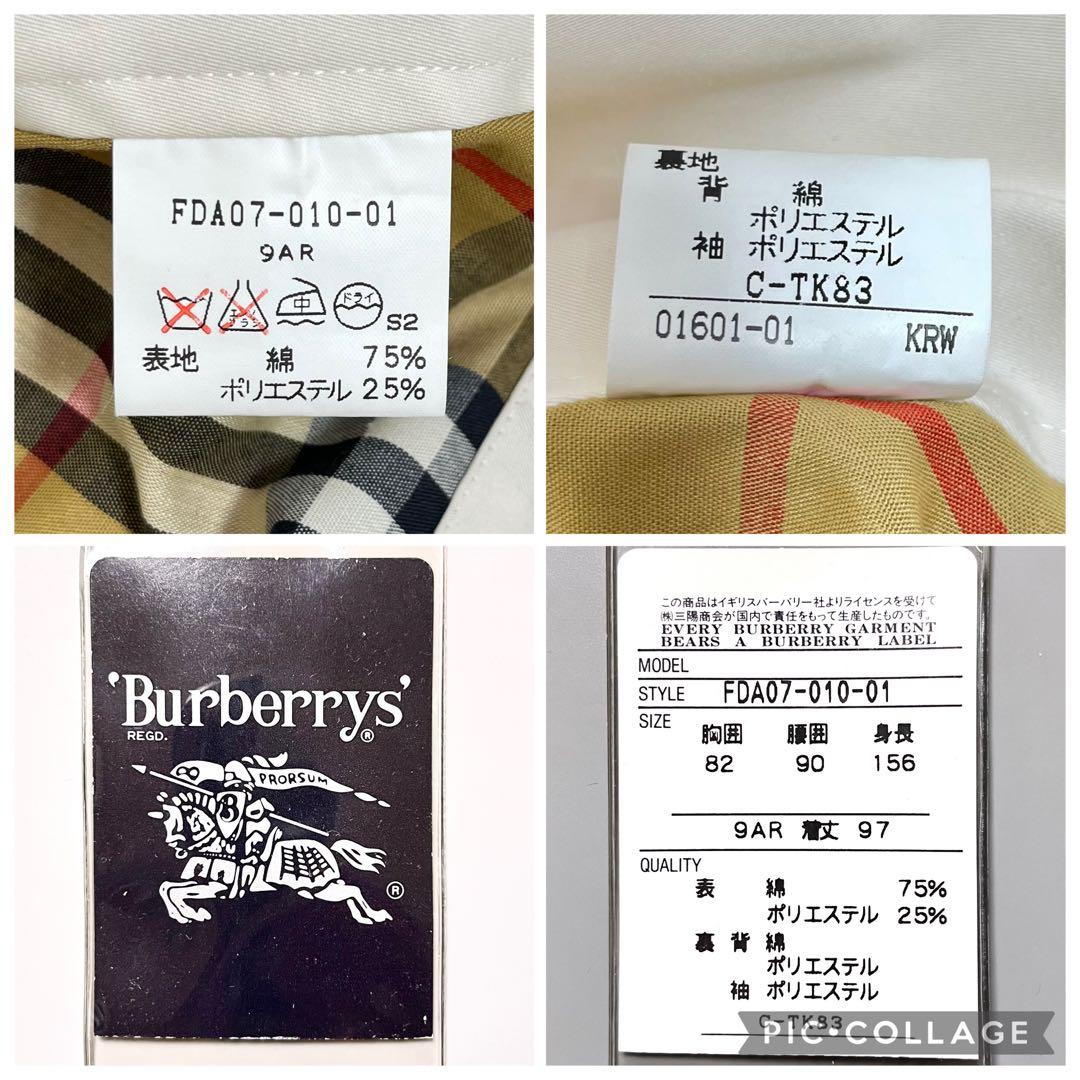 FDA07-010-01
9AR
エンソ
サラシ
中
ドライ
S2
表地 綿 75%
ポリエステル 25%
裏地
背 綿
ポリエステル
袖 ポリエステル
C-TK83
01601-01 KRW
'Burberrys'
REGD. ®
PRORSUM
B
®
この商品はイギリスバーバリー社よりライセンスを受けて
㈱三陽商会が国内で責任をもって生産したものです。
EVERY BURBERRY GARMENT
BEARS A BURBERRY LABEL
MODEL
STYLE FDA07-010-01
SIZE 胸囲 腰囲 身長
82 90 156
9AR 着丈 97
QUALITY
表 綿 75%
ポリエステル 25%
裏 背 綿
ポリエステル
袖 ポリエステル
C-TK83
PIC•COLLAGE